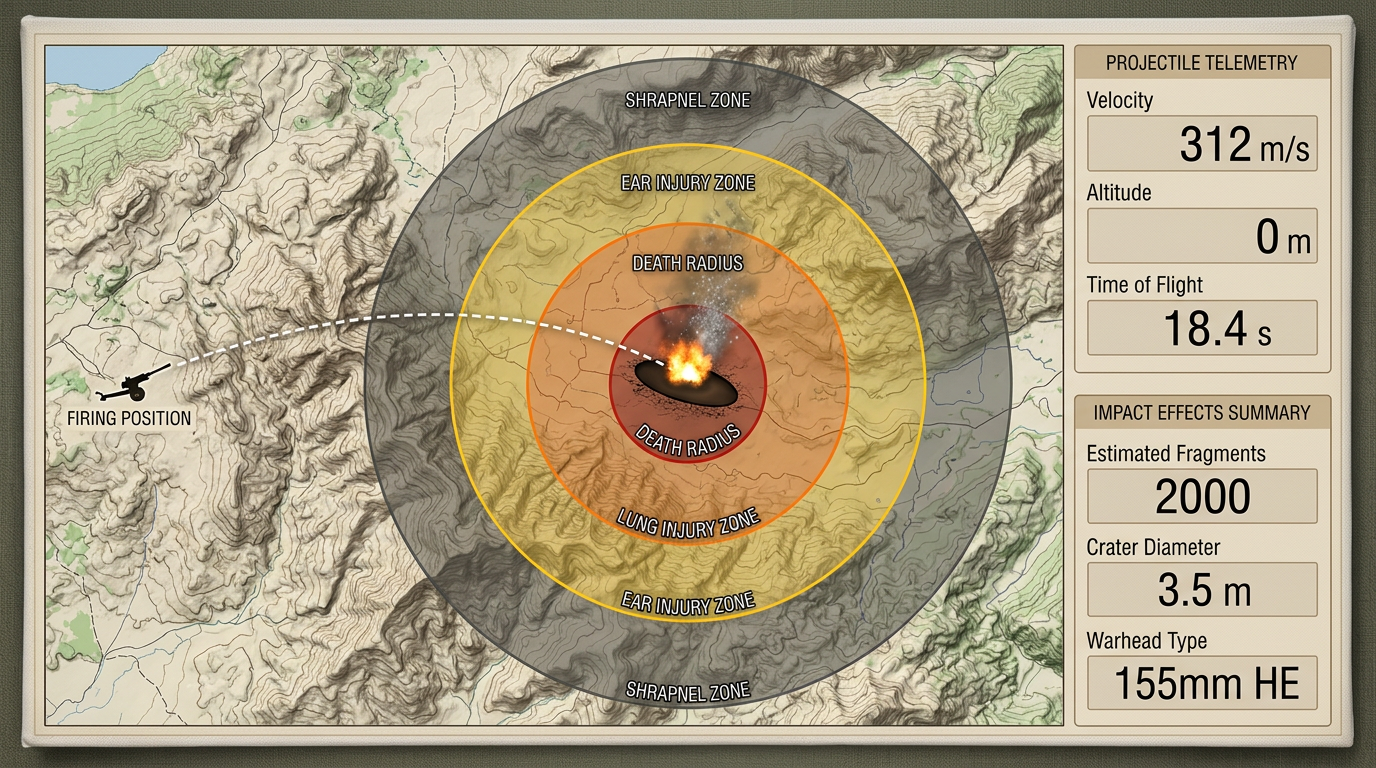 SHRAPNEL ZONE
EAR INJURY ZONE
DEATH RADIUS
FIRING POSITION
DEATH RADIUS
LUNG INJURY ZONE
EAR INJURY ZONE
SHRAPNEL ZONE
PROJECTILE TELEMETRY
Velocity
312 m/s
Altitude
0 m
Time of Flight
18.4 s
IMPACT EFFECTS SUMMARY
Estimated Fragments
2000
Crater Diameter
3.5 m
Warhead Type
155mm HE